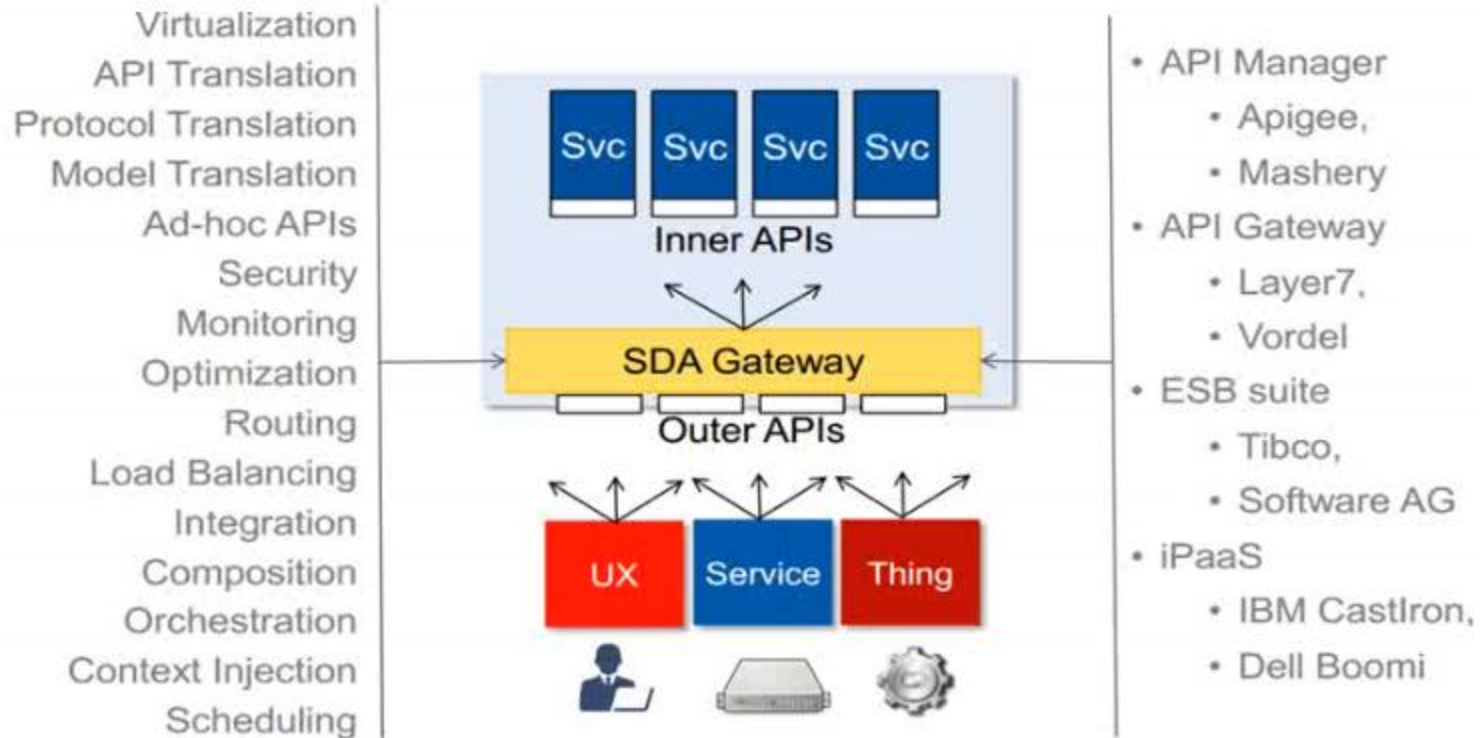 Virtualization
API Translation
Protocol Translation
Model Translation
Ad-hoc APIs
Security
Monitoring
Optimization
Routing
Load Balancing
Integration
Composition
Orchestration
Context Injection
Scheduling
Svc Svc Svc Svc
Inner APIs
SDA Gateway
Outer APIs
UX Service Thing
• API Manager
• Apigee,
• Mashery
• API Gateway
• Layer7,
• Vordel
• ESB suite
• Tibco,
• Software AG
• iPaaS
• IBM CastIron,
• Dell Boomi